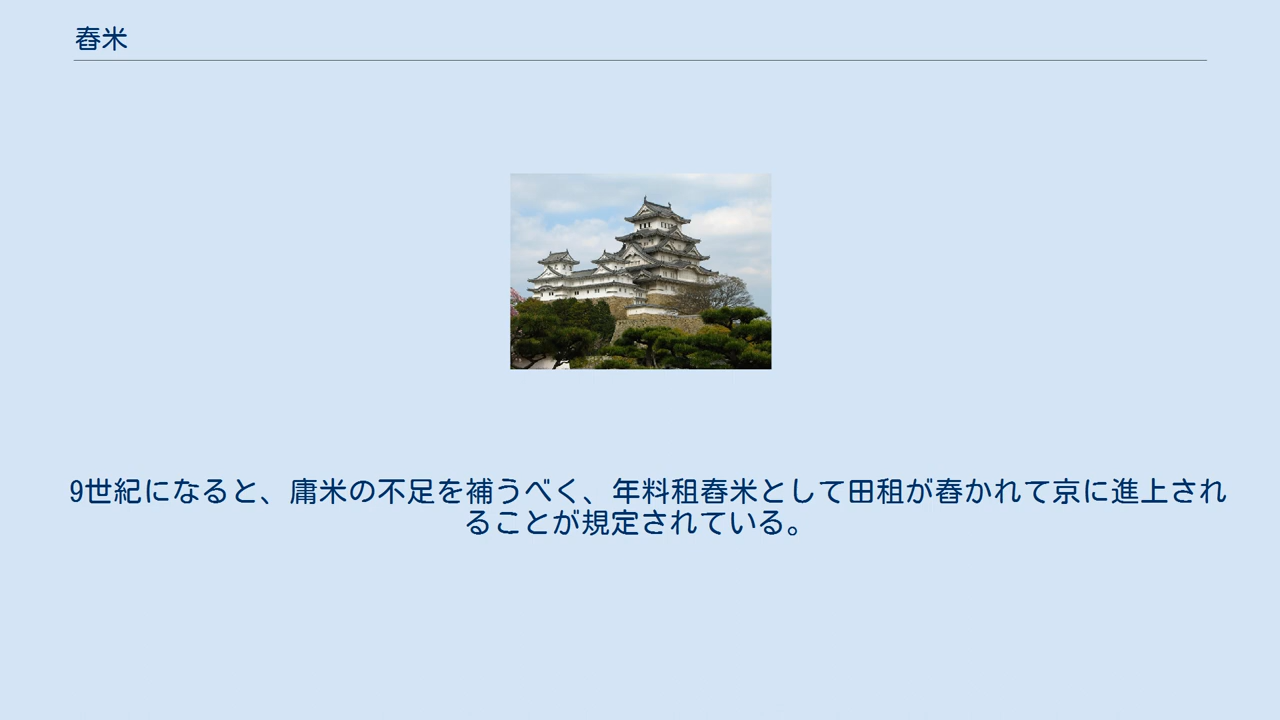 舂米
9世紀になると、庸米の不足を補うべく、年料租舂米として田租が舂かれて京に進上され
ることが規定されている。